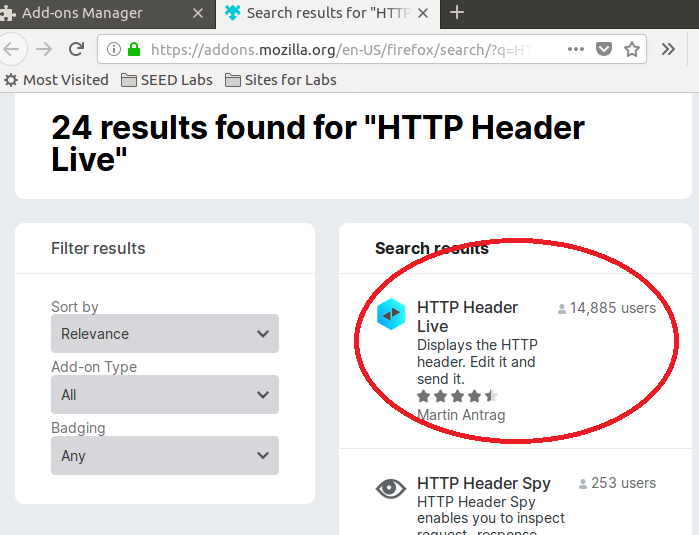 Add-ons Manager
Search results for "HTTP
https://addons.mozilla.org/en-US/firefox/search/?q=HT
Most Visited SEED Labs Sites for Labs
24 results found for "HTTP Header
Live"
Filter results
Sort by
Relevance
Add-on Type
All
Badging
Any
Search results
HTTP Header
Live
14,885 users
Displays the HTTP
header. Edit it and
send it.
Martin Antrag
HTTP Header Spy
253 users
HTTP Header Spy
enables you to inspect
request, response